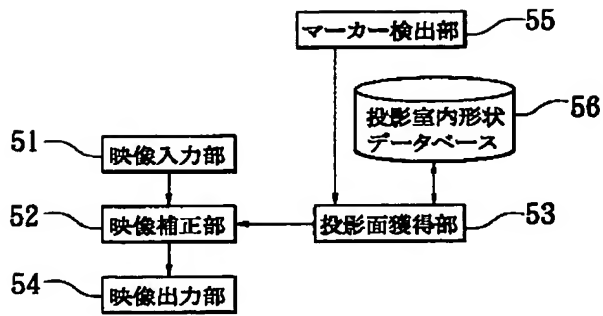 マーカー検出部
55
投影室内形状
データベース
56
51
映像入力部
52
映像補正部
投影面獲得部
53
54
映像出力部